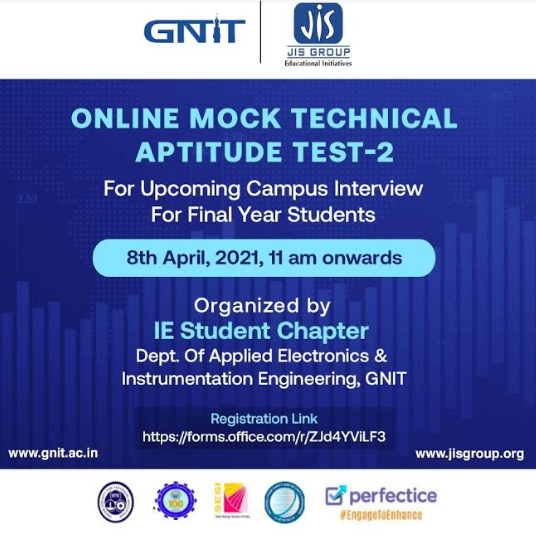 GNIT
JIS
JIS GROUP
Educational Initiatives
ONLINE MOCK TECHNICAL
APTITUDE TEST-2
For Upcoming Campus Interview
For Final Year Students
8th April, 2021, 11 am onwards
Organized by
IE Student Chapter
Dept. Of Applied Electronics &
Instrumentation Engineering, GNIT
Registration Link
https://forms.office.com/r/ZJd4YViLF3
www.gnit.ac.in
www.jisgroup.org
100
SESI
perfectice
#EngageToEnhance